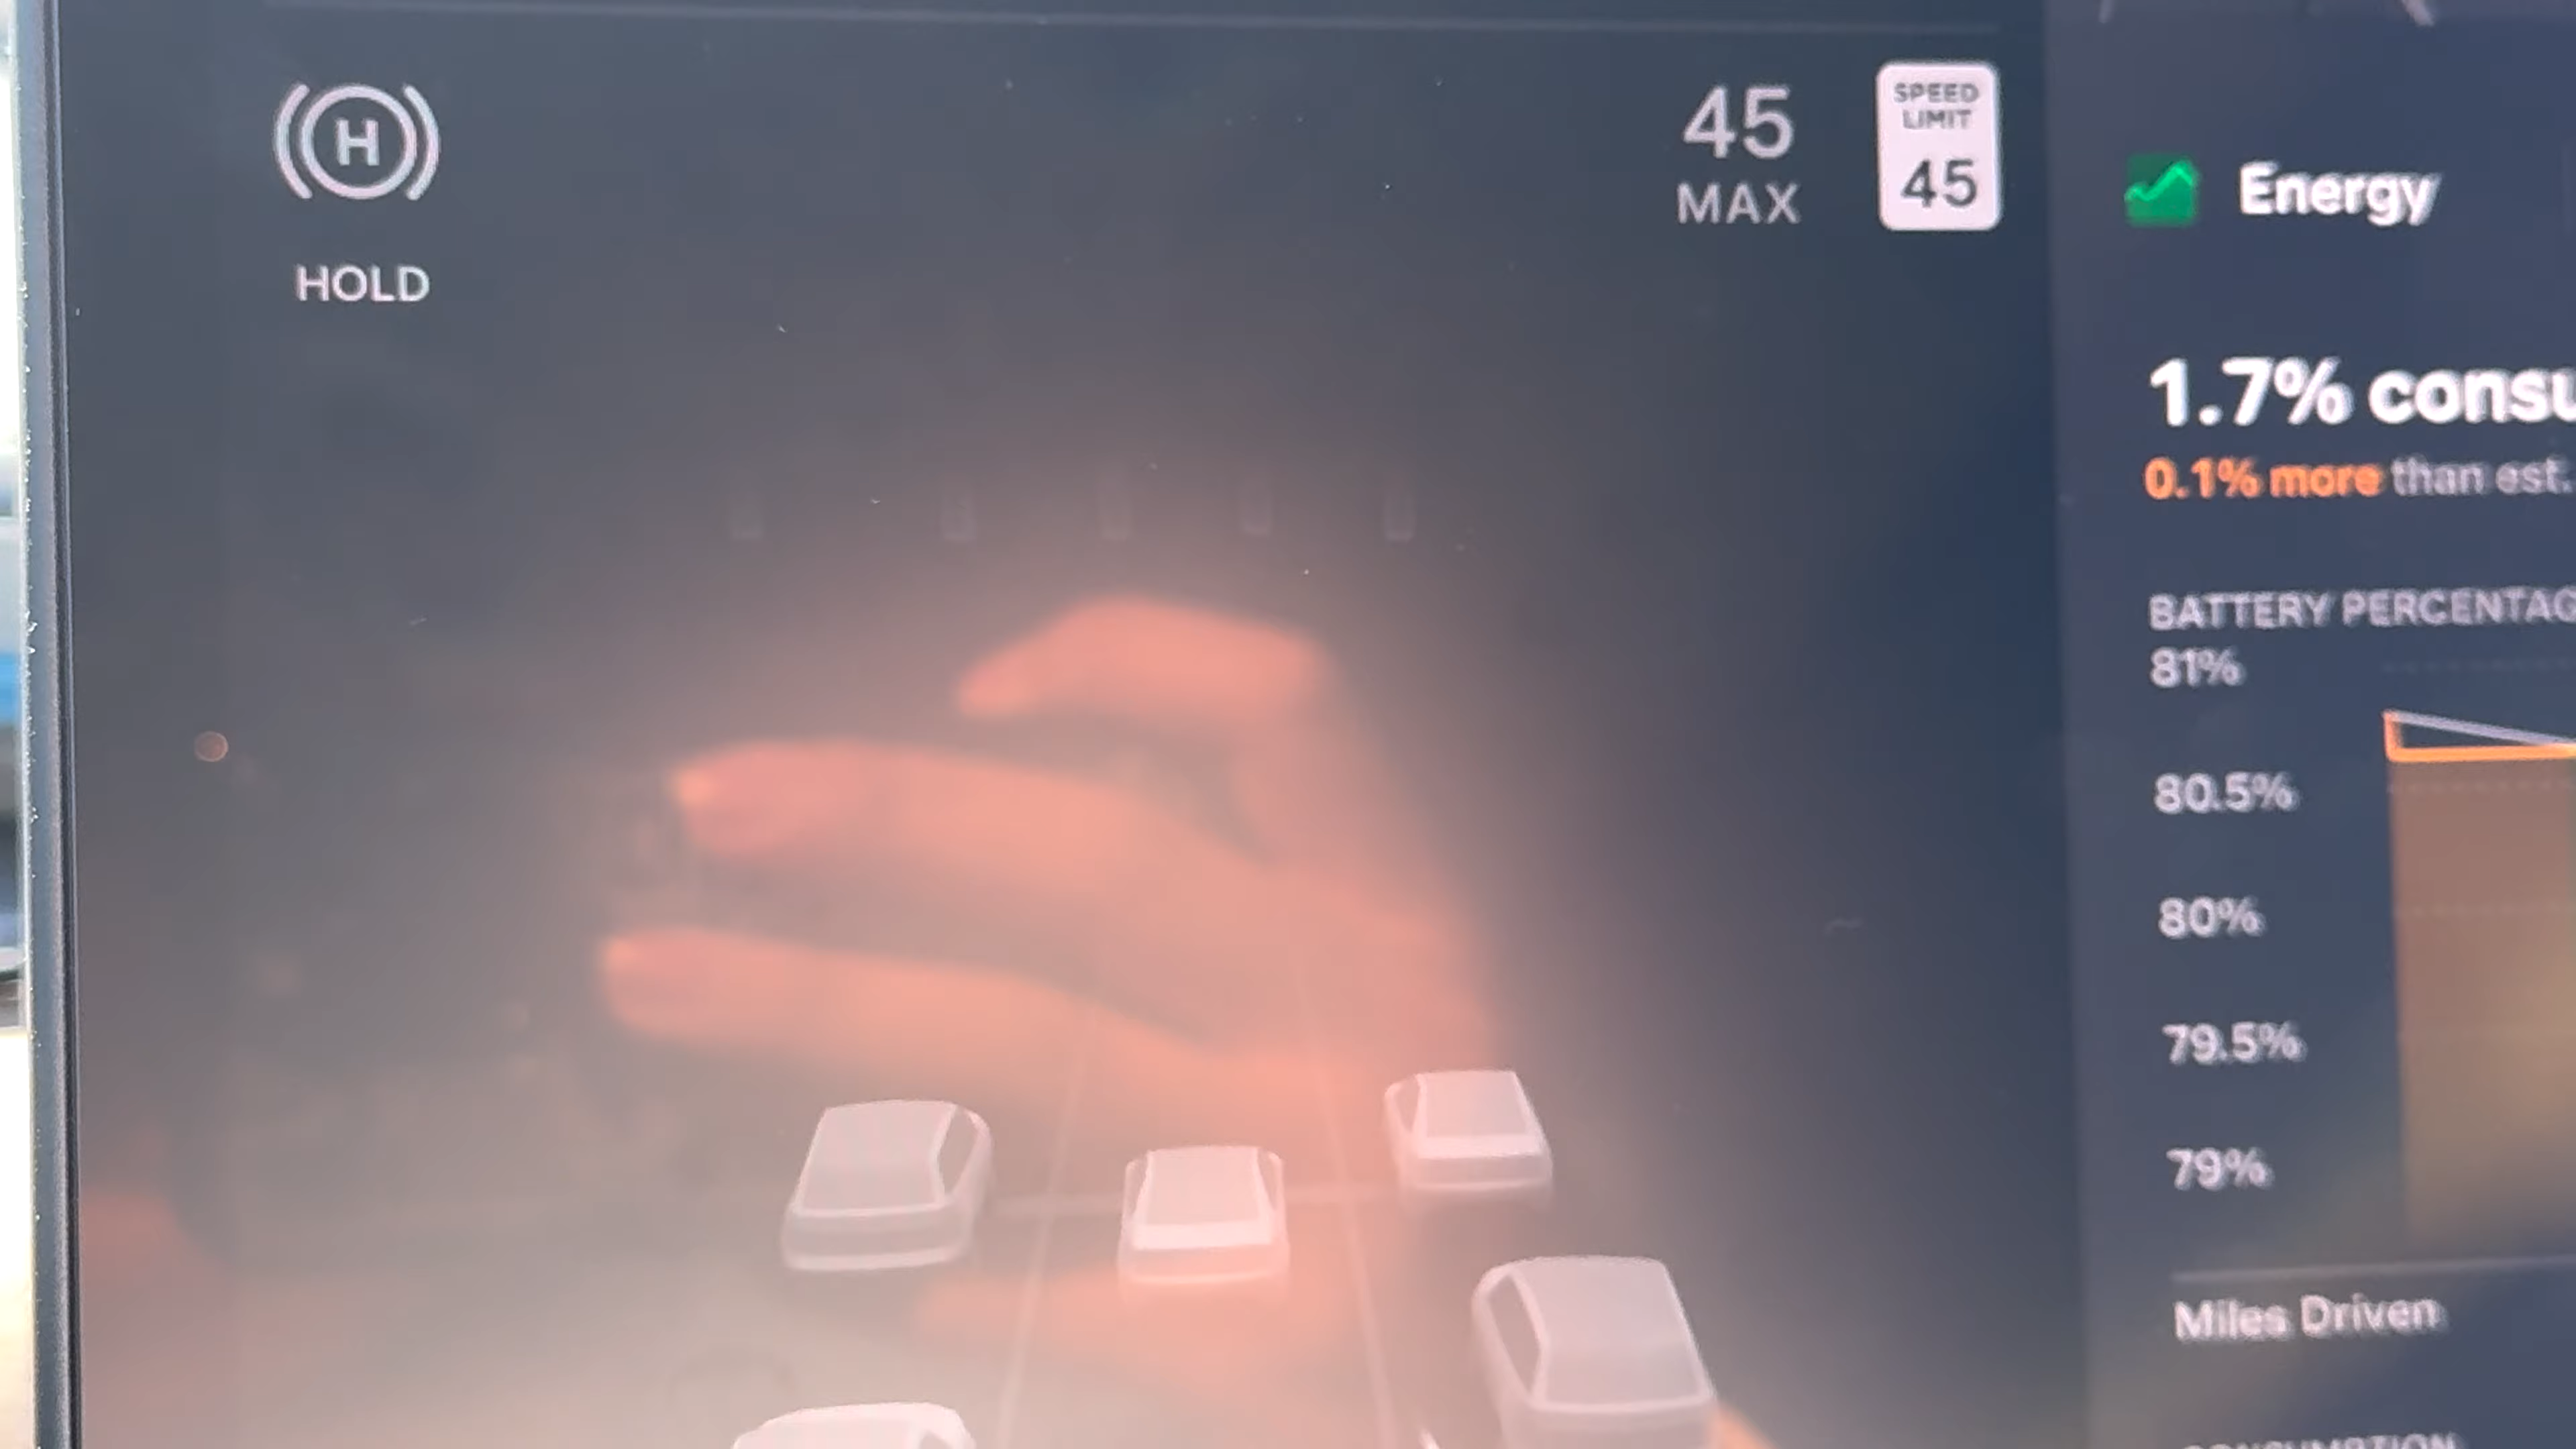 H
HOLD
45
MAX
SPEED
LIMIT
45
Energy
1.7% consu
0.1% more than est.
BATTERY PERCENTAG
81%
80.5%
80%
79.5%
79%
Miles Driven